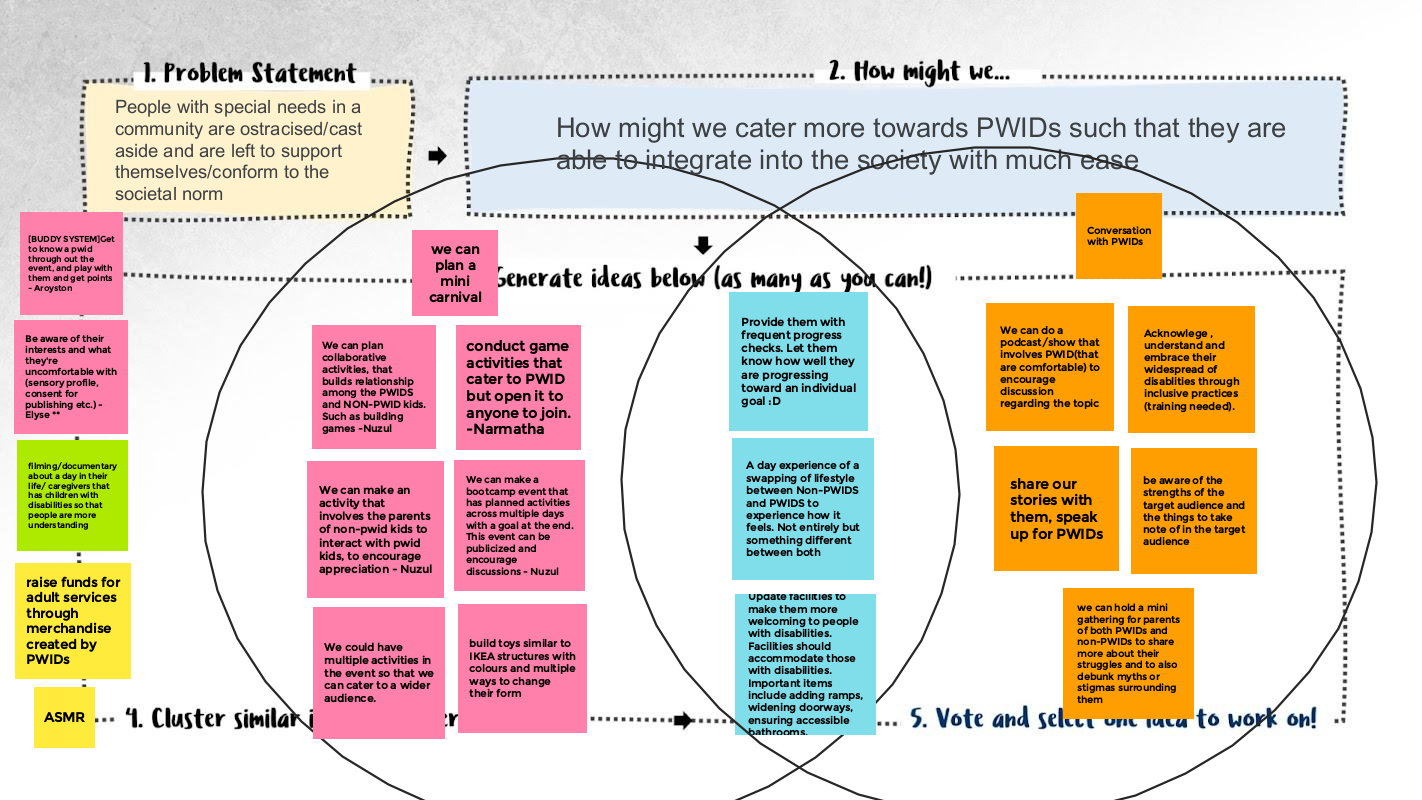 1. Problem Statement
People with special needs in a
community are ostracised/cast
aside and are left to support
themselves/conform to the
societal norm
2. How might we...
How might we cater more towards PWIDs such that they are
able to integrate into the society with much ease
Generate ideas below (as many as you can!)
[BUDDY SYSTEM]Get
to know a pwid
through out the
event, and play with
them and get points
- Aroyston
Be aware of their
interests and what
they're
uncomfortable with
(sensory profile,
consent for
publishing etc.) -
Elyse **
filming/documentary
about a day in their
life/ caregivers that
has children with
disabilities so that
people are more
understanding
raise funds for
adult services
through
merchandise
created by
PWIDs
ASMR
we can
plan a
mini
carnival
We can plan
collaborative
activities, that
builds relationship
among the PWIDS
and NON-PWID kids.
Such as building
games -Nuzul
conduct game
activities that
cater to PWID
but open it to
anyone to join.
-Narmatha
We can make an
activity that
involves the parents
of non-pwid kids to
interact with pwid
kids, to encourage
appreciation - Nuzul
We can make a
bootcamp event that
has planned activities
across multiple days
with a goal at the end.
This event can be
publicized and
encourage
discussions - Nuzul
We could have
multiple activities in
the event so that we
can cater to a wider
audience.
build toys similar to
IKEA structures with
colours and multiple
ways to change
their form
Provide them with
frequent progress
checks. Let them
know how well they
are progressing
toward an individual
goal :D
A day experience of a
swapping of lifestyle
between Non-PWIDS
and PWIDS to
experience how it
feels. Not entirely but
something different
between both
Update facilities to
make them more
welcoming to people
with disabilities.
Facilities should
accommodate those
with disabilities.
Important items
include adding ramps,
widening doorways,
ensuring accessible
bathrooms.
Conversation
with PWIDs
We can do a
podcast/show that
involves PWID(that
are comfortable) to
encourage
discussion
regarding the topic
Acknowlege ,
understand and
embrace their
widespread of
disablities through
inclusive practices
(training needed).
share our
stories with
them, speak
up for PWIDs
be aware of the
strengths of the
target audience and
the things to take
note of in the target
audience
we can hold a mini
gathering for parents
of both PWIDs and
non-PWIDs to share
more about their
struggles and to also
debunk myths or
stigmas surrounding
them
4. Cluster similar
5. Vote and select one idea to work on!